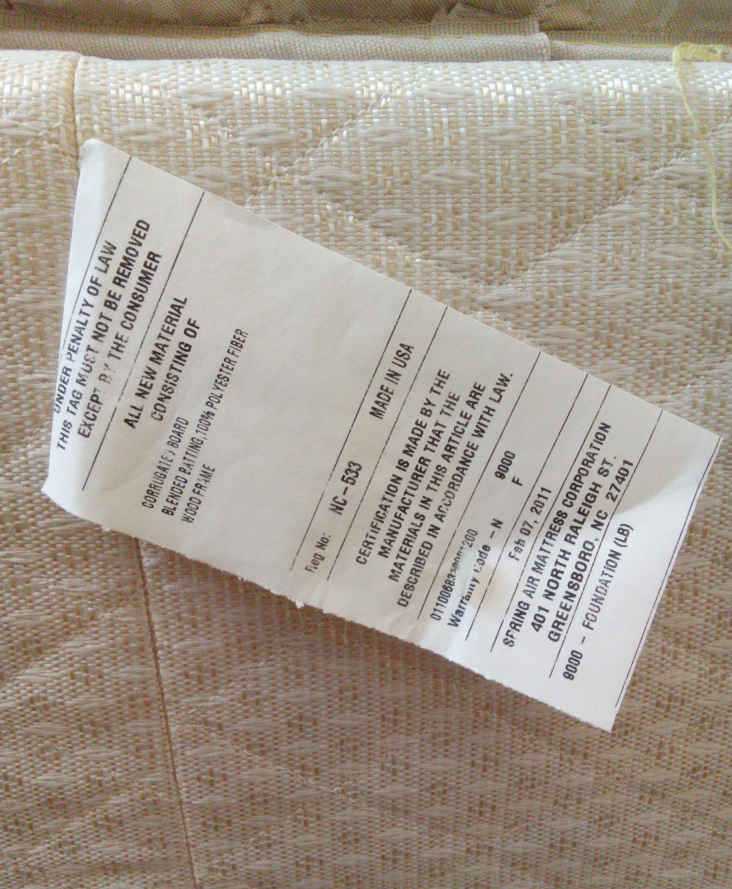 UNDER PENALTY OF LAW
THIS TAG MUST NOT BE REMOVED
EXCEPT BY THE CONSUMER
ALL NEW MATERIAL
CONSISTING OF
CORRUGATED BOARD
BLENDED BATTING, 100% POLYESTER FIBER
WOOD FRAME
Reg No: NC-533 MADE IN USA
CERTIFICATION IS MADE BY THE
MANUFACTURER THAT THE
MATERIALS IN THIS ARTICLE ARE
DESCRIBED IN ACCORDANCE WITH LAW.
9000
Warranty Code - N F
Feb 07, 2011
SPRING AIR MATTRESS CORPORATION
401 NORTH RALEIGH ST.
GREENSBORO, NC 27401
9000 - FOUNDATION (LB)